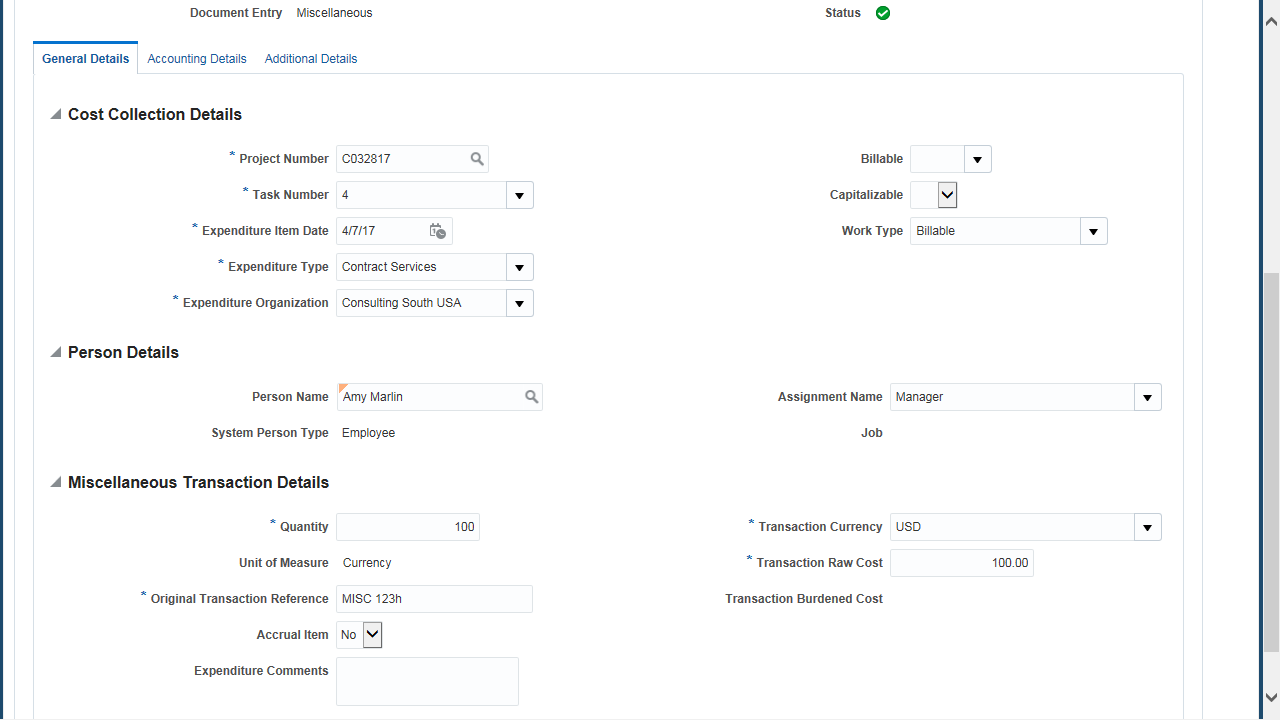 Document Entry Miscellaneous Status
General Details Accounting Details Additional Details
Cost Collection Details
* Project Number C032817 Billable
* Task Number 4 Capitalizable
* Expenditure Item Date 4/7/17 Work Type Billable
* Expenditure Type Contract Services
* Expenditure Organization Consulting South USA
Person Details
Person Name Amy Marlin Assignment Name Manager
System Person Type Employee Job
Miscellaneous Transaction Details
* Quantity 100 * Transaction Currency USD
Unit of Measure Currency * Transaction Raw Cost 100.00
* Original Transaction Reference MISC 123h Transaction Burdened Cost
Accrual Item No
Expenditure Comments